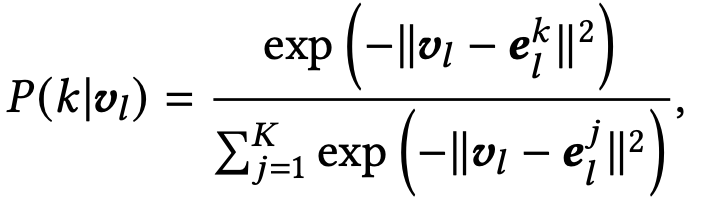 P(k|v_l) = \frac{\exp\left(-\|v_l - e_l^k\|^2\right)}{\sum_{j=1}^{K} \exp\left(-\|v_l - e_l^j\|^2\right)},